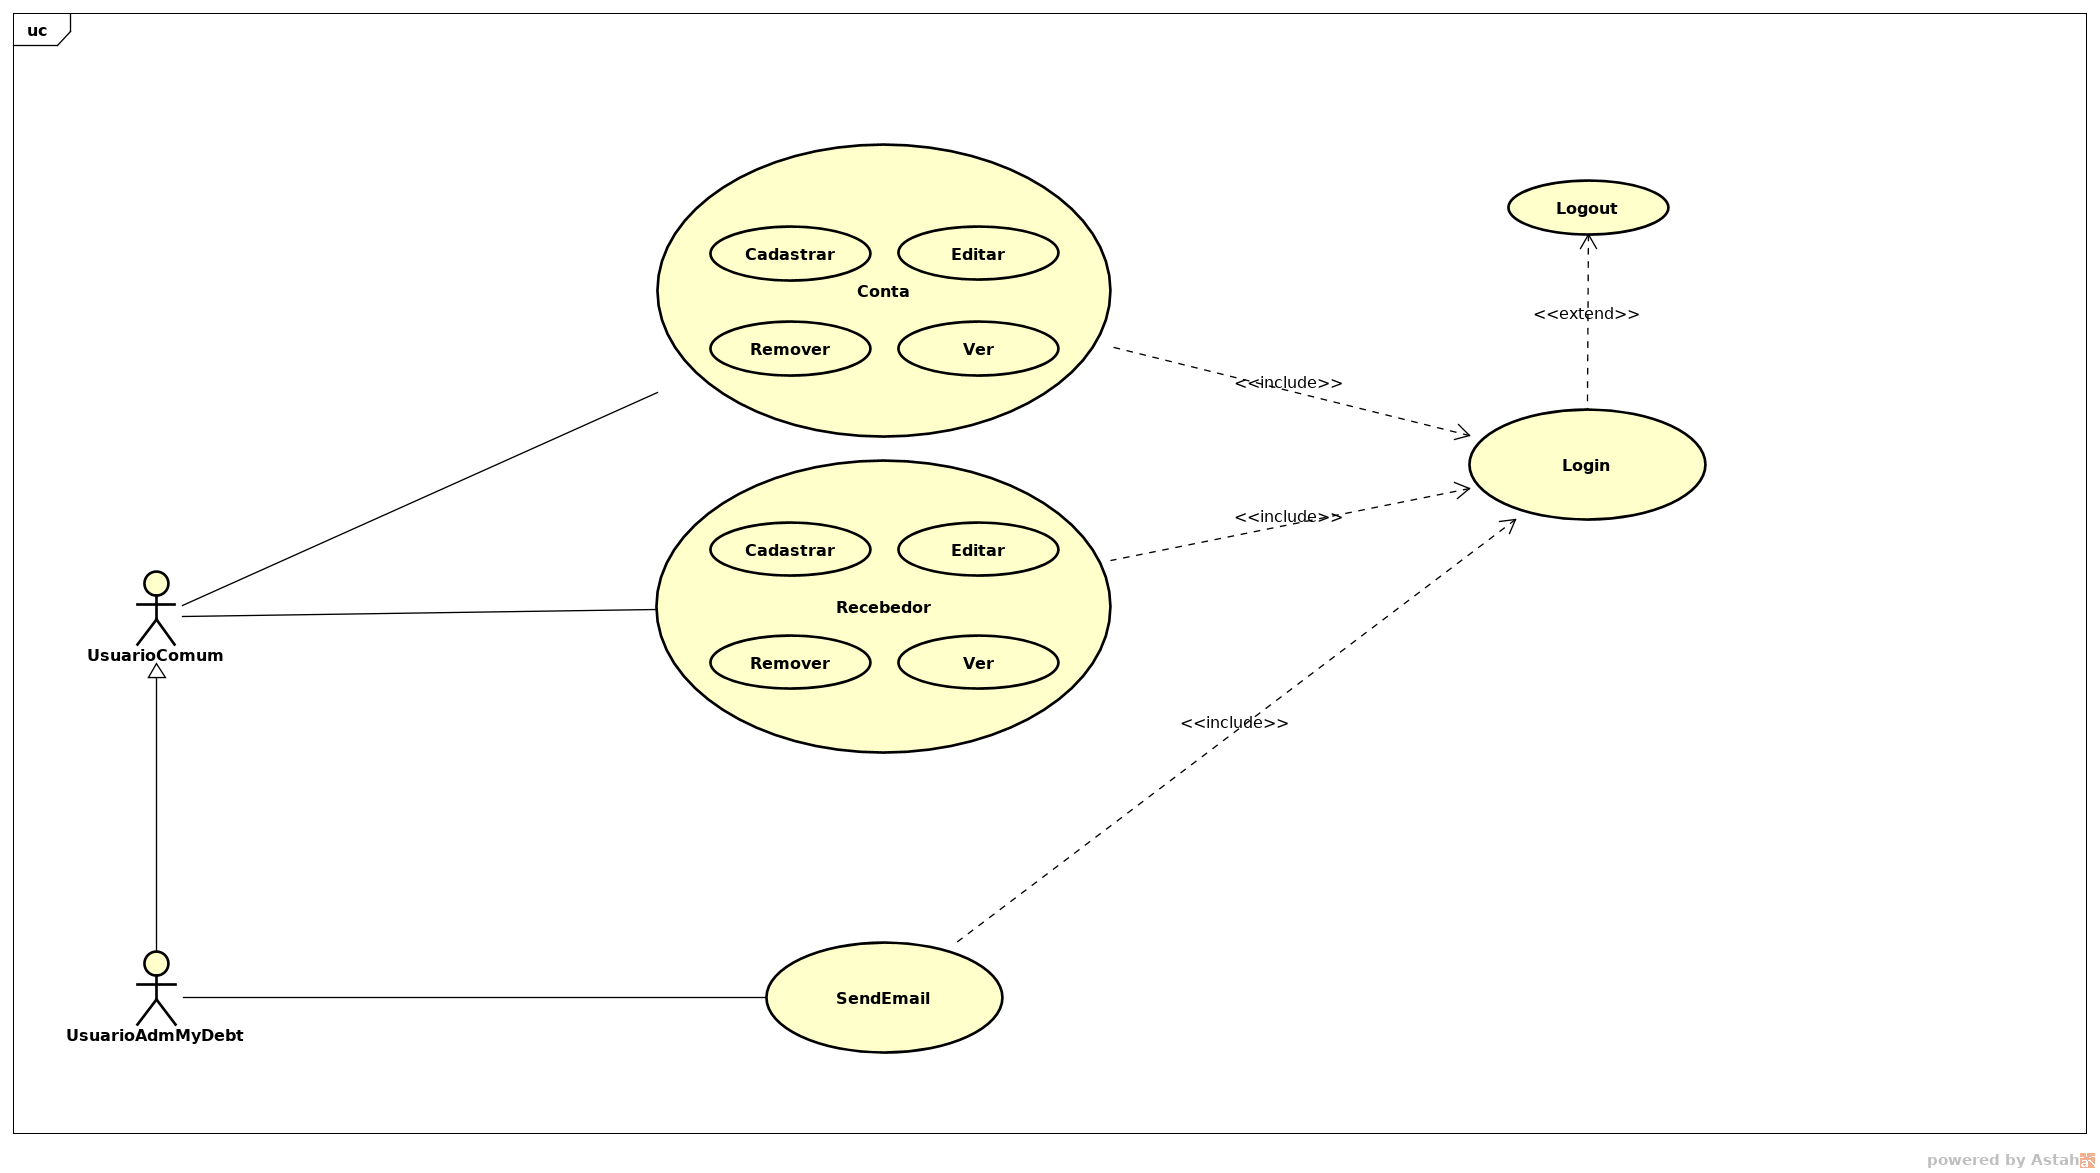 uc
Logout
Cadastrar
Editar
Conta
<<extend>>
Remover
Ver
<<include>>
Login
<<include>>
Cadastrar
Editar
Recebedor
UsuarioComum
Remover
Ver
<<include>>
SendEmail
UsuarioAdmMyDebt
powered by Astah